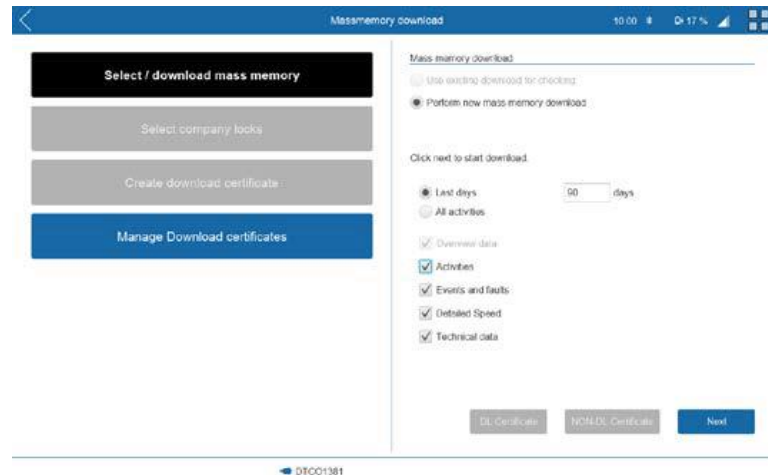 Massmemory download
10:00 17 %
Select / download mass memory
Select company locks
Create download certificate
Manage Download certificates
Mass memory download
Use existing download for checking
Perform new mass memory download
Click next to start download.
Last days 90 days
All activities
Overview data
Activities
Events and faults
Detailed Speed
Technical data
DL Certificate NON-DL Certificate Next
DTCO1381